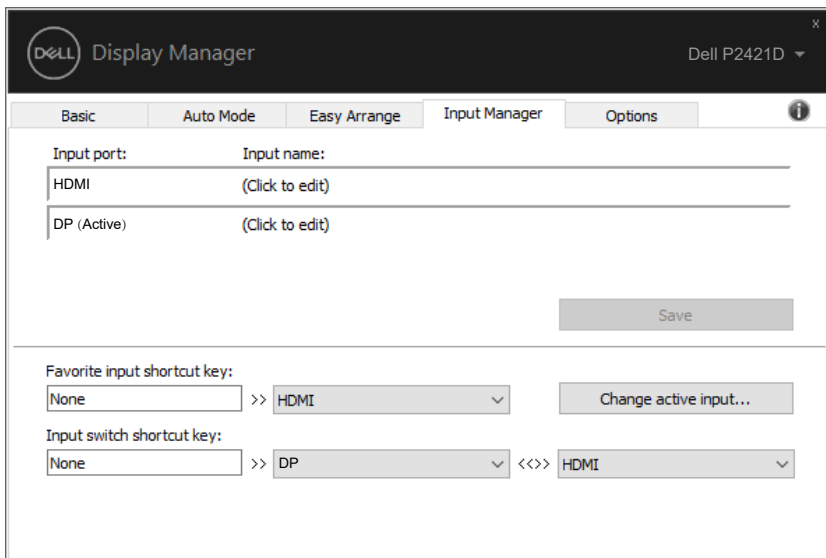 DELL Display Manager
x
Dell P2421D
Basic Auto Mode Easy Arrange Input Manager Options i
Input port: Input name:
HDMI (Click to edit)
DP (Active) (Click to edit)
Save
Favorite input shortcut key:
None >> HDMI Change active input...
Input switch shortcut key:
None >> DP <<>> HDMI